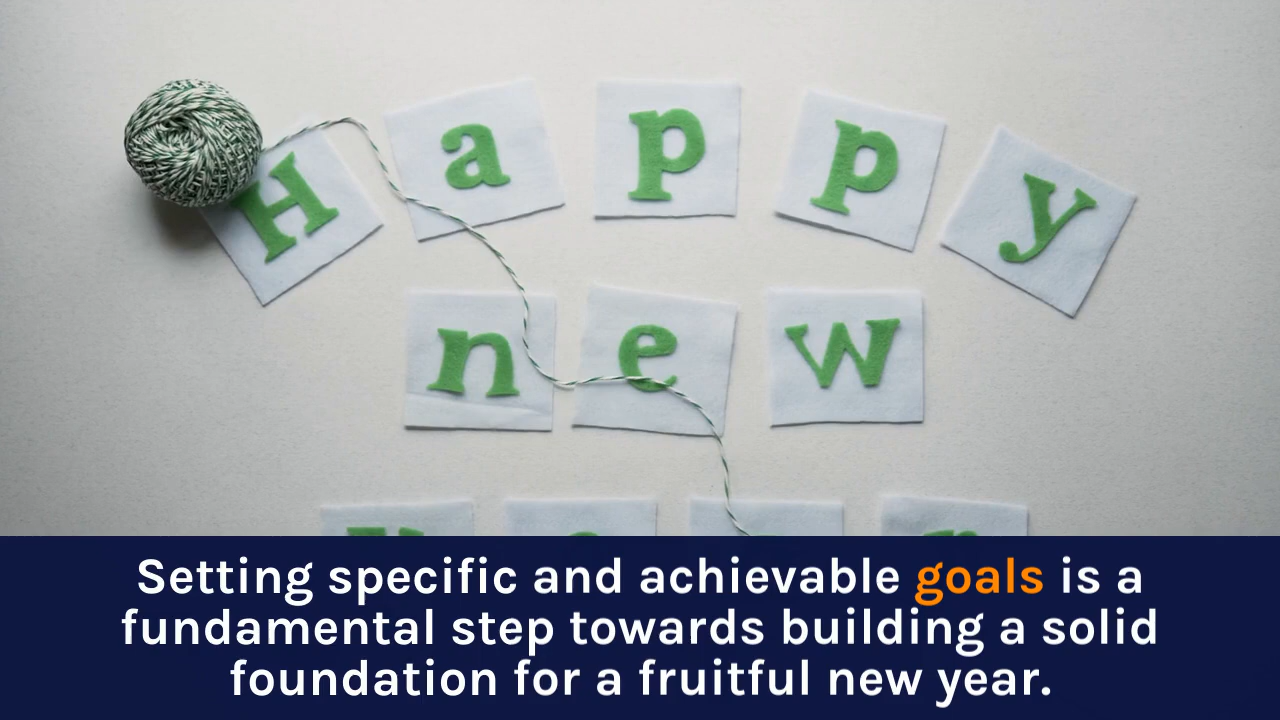 Happy
new
Setting specific and achievable goals is a
fundamental step towards building a solid
foundation for a fruitful new year.